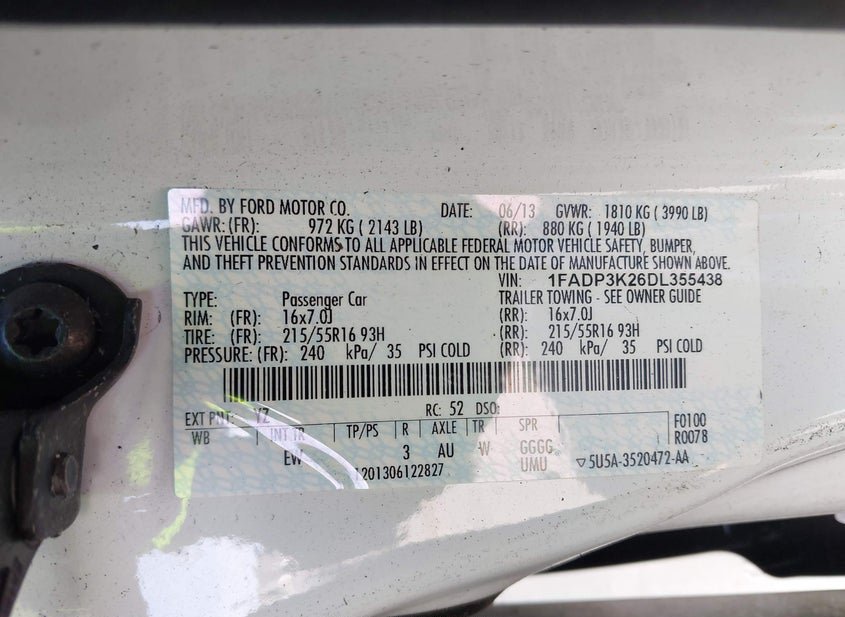 MFD. BY FORD MOTOR CO. DATE: 06/13 GVWR: 1810 KG ( 3990 LB)
GAWR: (FR): 972 KG ( 2143 LB) (RR): 880 KG ( 1940 LB)
THIS VEHICLE CONFORMS TO ALL APPLICABLE FEDERAL MOTOR VEHICLE SAFETY, BUMPER,
AND THEFT PREVENTION STANDARDS IN EFFECT ON THE DATE OF MANUFACTURE SHOWN ABOVE.
VIN: 1FADP3K26DL355438
TYPE: Passenger Car TRAILER TOWING - SEE OWNER GUIDE
RIM: (FR): 16x7.0J (RR): 16x7.0J
TIRE: (FR): 215/55R16 93H (RR): 215/55R16 93H
PRESSURE: (FR): 240 kPa/ 35 PSI COLD (RR): 240 kPa/ 35 PSI COLD
EXT PNT: YZ RC: 52 DSO:
WB INT TR TP/PS R AXLE TR SPR F0100
R0078
EW 3 AU W GGGG
UMU
201306122827 ▽5U5A-3520472-AA